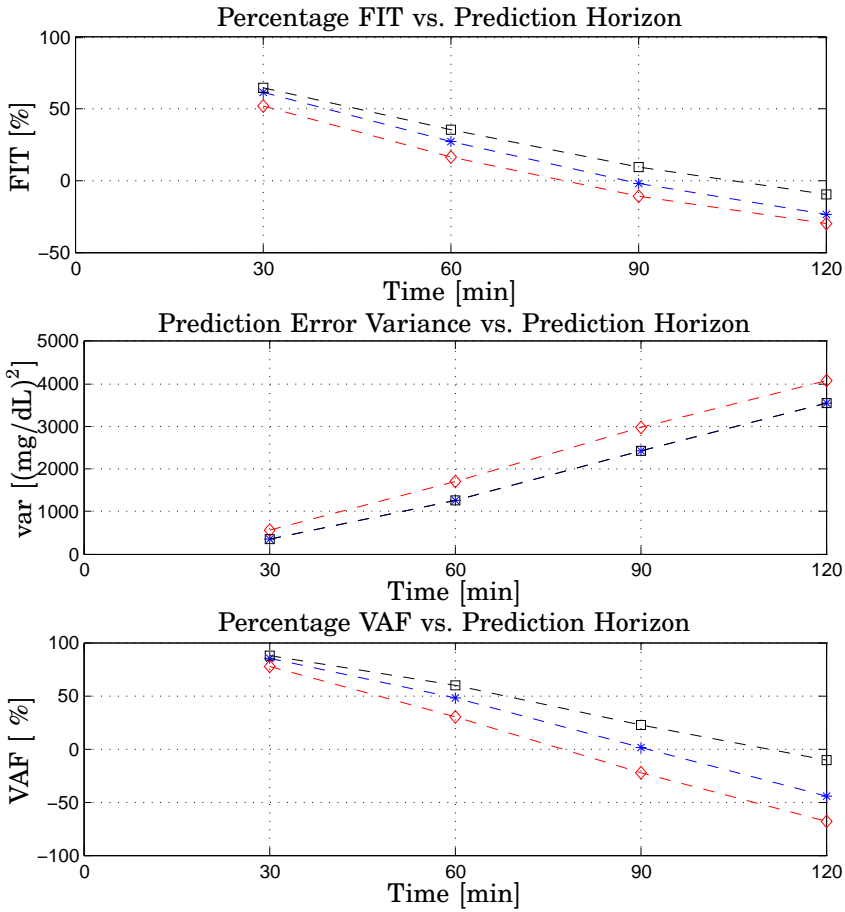 Percentage FIT vs. Prediction Horizon
100
50
0
−50
FIT [%]
0 30 60 90 120
Time [min]
Prediction Error Variance vs. Prediction Horizon
5000
4000
3000
2000
1000
0
var [(mg/dL)²]
0 30 60 90 120
Time [min]
Percentage VAF vs. Prediction Horizon
100
50
0
−50
−100
VAF [ %]
0 30 60 90 120
Time [min]